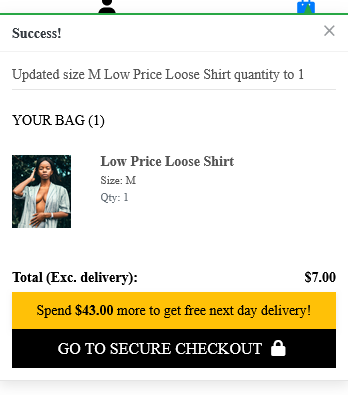 Success!
Updated size M Low Price Loose Shirt quantity to 1
YOUR BAG (1)
Low Price Loose Shirt
Size: M
Qty: 1
Total (Exc. delivery): $7.00
Spend $43.00 more to get free next day delivery!
GO TO SECURE CHECKOUT